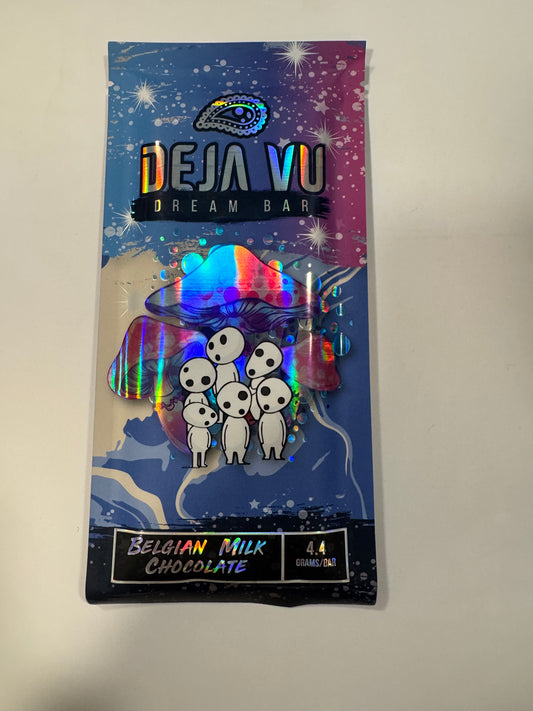 DEJA VU
DREAM BAR
BELGIAN MILK
CHOCOLATE
4.4
GRAMS/BAR